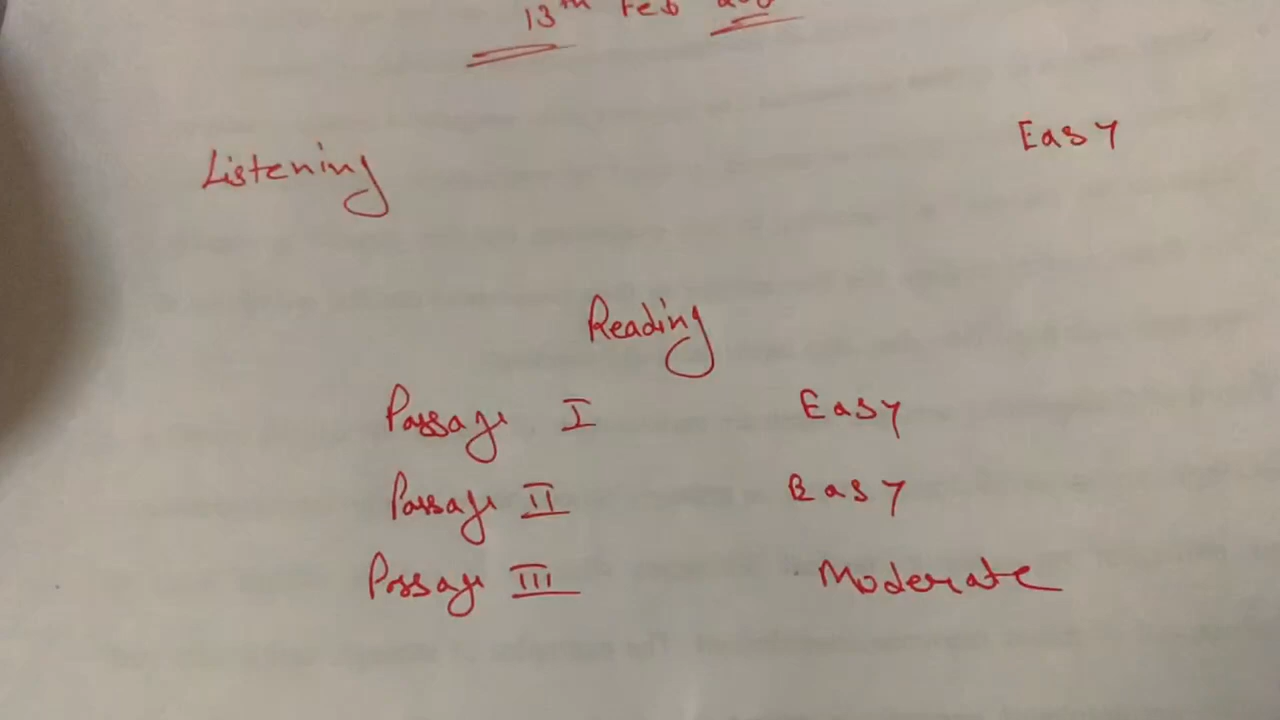 13th Feb
Listening Easy
Reading
Passage I Easy
Passage II Easy
Passage III Moderate